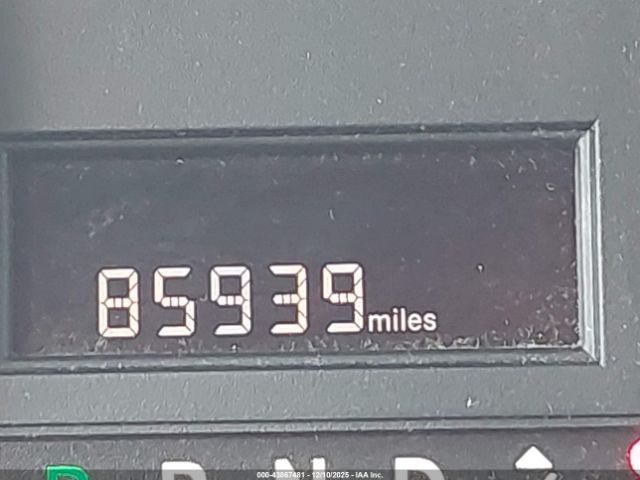 85939 miles
P R N D
000-43867481 - 12/10/2025 - IAA Inc.